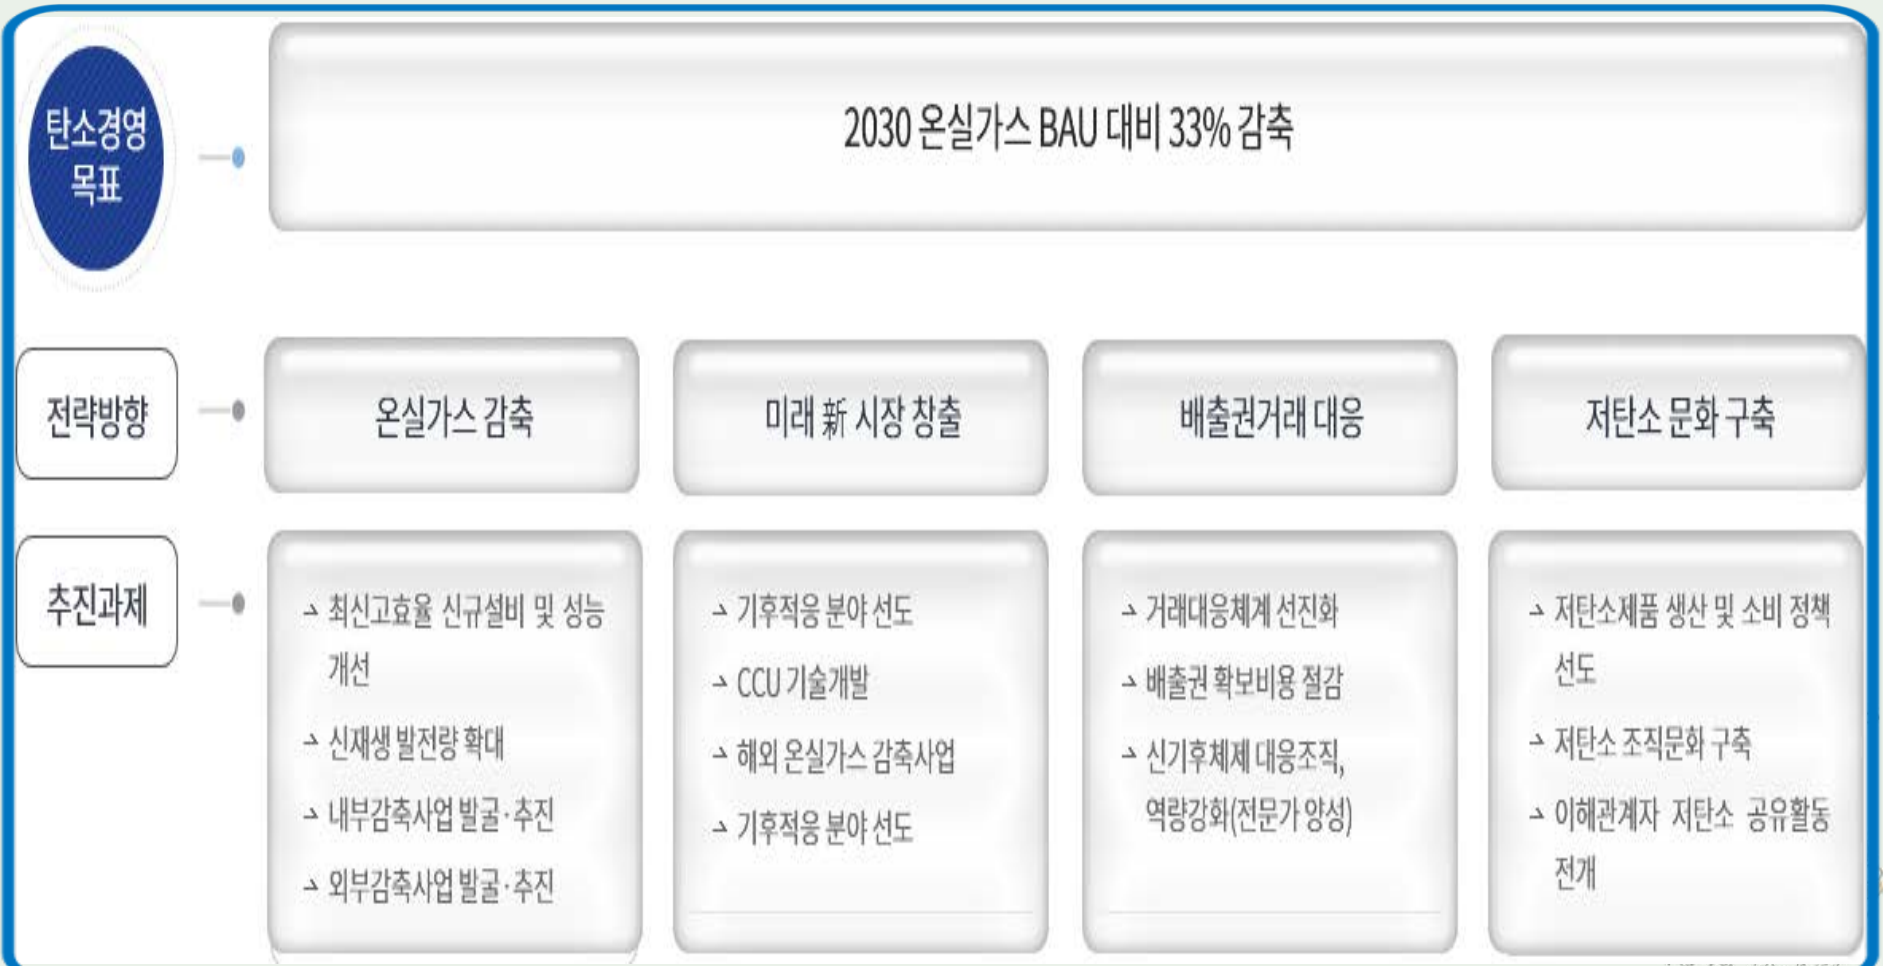 탄소경영
목표
2030 온실가스 BAU 대비 33% 감축
전략방향
온실가스 감축
미래 新 시장 창출
배출권거래 대응
저탄소 문화 구축
추진과제
최신고효율 신규설비 및 성능
개선
신재생 발전량 확대
내부감축사업 발굴·추진
외부감축사업 발굴·추진
기후적응 분야 선도
CCU 기술개발
해외 온실가스 감축사업
기후적응 분야 선도
거래대응체계 선진화
배출권 확보비용 절감
신기후체제 대응조직,
역량강화(전문가 양성)
저탄소제품 생산 및 소비 정책
선도
저탄소 조직문화 구축
이해관계자 저탄소 공유활동
전개